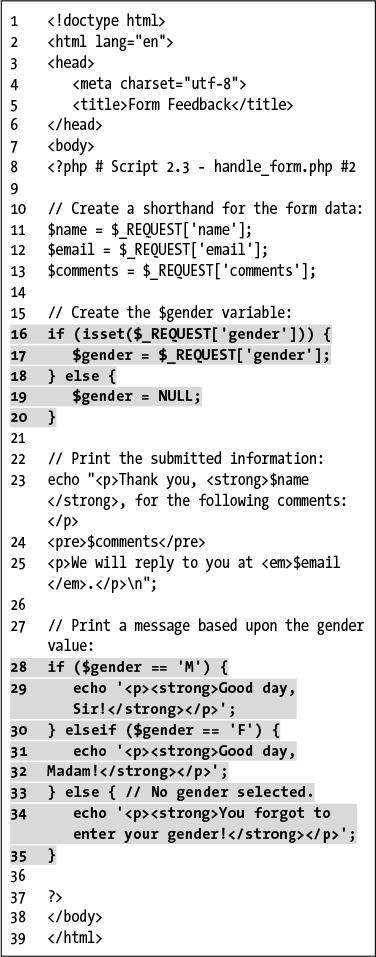 1 <!doctype html>
2 <html lang="en">
3 <head>
4 <meta charset="utf-8">
5 <title>Form Feedback</title>
6 </head>
7 <body>
8 <?php # Script 2.3 - handle_form.php #2
9
10 // Create a shorthand for the form data:
11 $name = $_REQUEST['name'];
12 $email = $_REQUEST['email'];
13 $comments = $_REQUEST['comments'];
14
15 // Create the $gender variable:
16 if (isset($_REQUEST['gender'])) {
17 $gender = $_REQUEST['gender'];
18 } else {
19 $gender = NULL;
20 }
21
22 // Print the submitted information:
23 echo "<p>Thank you, <strong>$name
</strong>, for the following comments:
</p>
24 <pre>$comments</pre>
25 <p>We will reply to you at <em>$email
</em>.</p>\n";
26
27 // Print a message based upon the gender
value:
28 if ($gender == 'M') {
29 echo '<p><strong>Good day,
Sir!</strong></p>';
30 } elseif ($gender == 'F') {
31 echo '<p><strong>Good day,
32 Madam!</strong></p>';
33 } else { // No gender selected.
34 echo '<p><strong>You forgot to
enter your gender!</strong></p>';
35 }
36
37 ?>
38 </body>
39 </html>